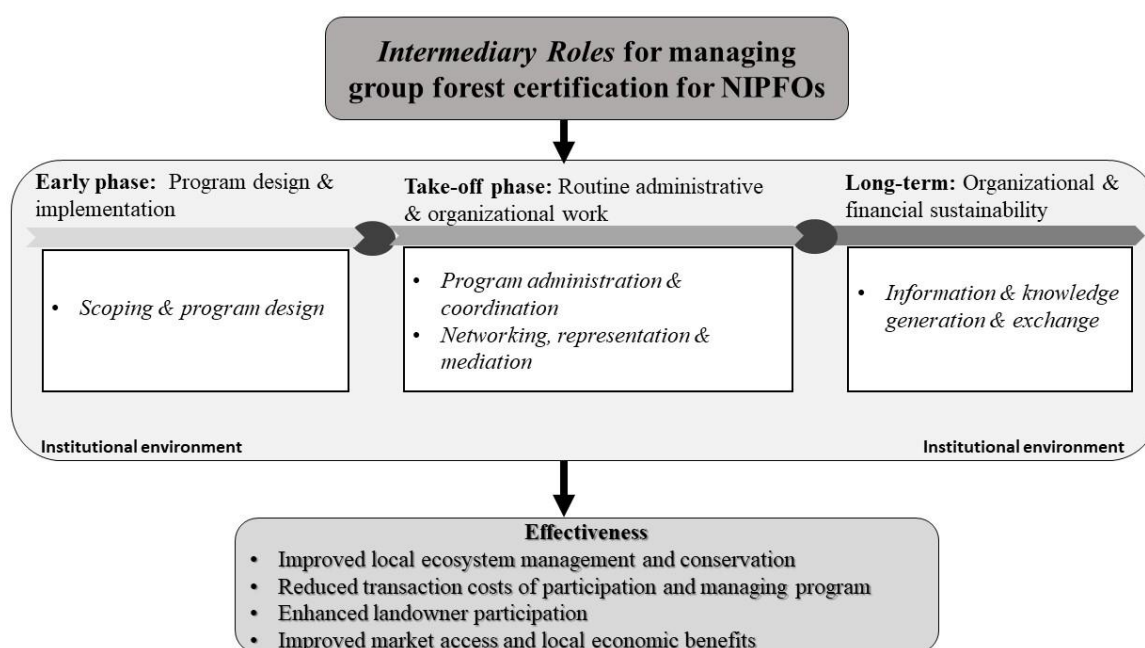 Intermediary Roles for managing
group forest certification for NIPFOs
Early phase: Program design &
implementation
Take-off phase: Routine administrative
& organizational work
Long-term: Organizational &
financial sustainability
• Scoping & program design
• Program administration &
coordination
• Networking, representation &
mediation
• Information & knowledge
generation & exchange
Institutional environment
Institutional environment
Effectiveness
• Improved local ecosystem management and conservation
• Reduced transaction costs of participation and managing program
• Enhanced landowner participation
• Improved market access and local economic benefits